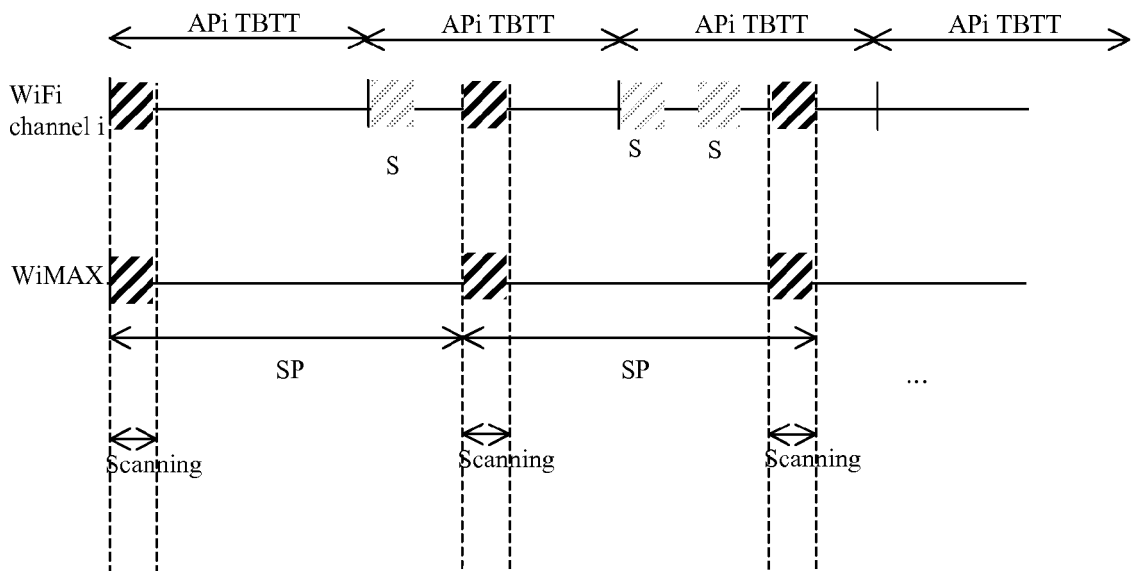 APi TBTT APi TBTT APi TBTT APi TBTT
WiFi
channel i
S S S
WiMAX
SP SP ...
Scanning Scanning Scanning